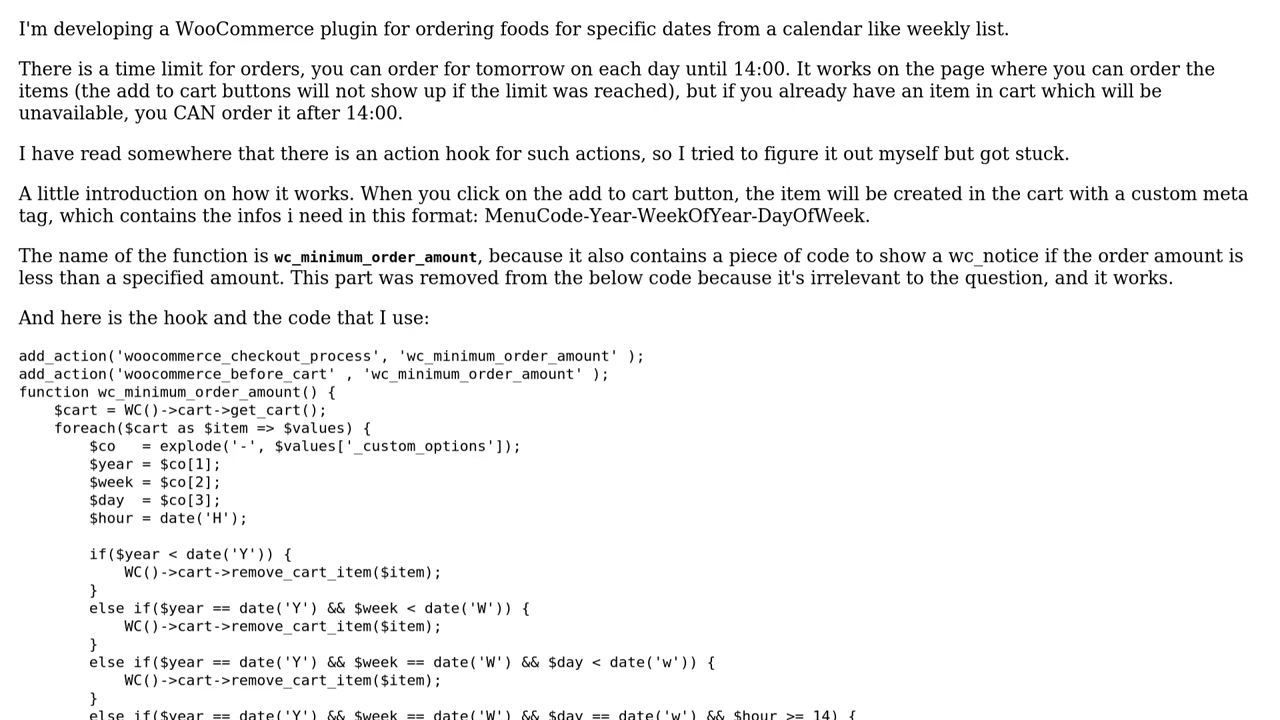 I'm developing a WooCommerce plugin for ordering foods for specific dates from a calendar like weekly list.
There is a time limit for orders, you can order for tomorrow on each day until 14:00. It works on the page where you can order the
items (the add to cart buttons will not show up if the limit was reached), but if you already have an item in cart which will be
unavailable, you CAN order it after 14:00.
I have read somewhere that there is an action hook for such actions, so I tried to figure it out myself but got stuck.
A little introduction on how it works. When you click on the add to cart button, the item will be created in the cart with a custom meta
tag, which contains the infos i need in this format: MenuCode-Year-WeekOfYear-DayOfWeek.
The name of the function is wc_minimum_order_amount, because it also contains a piece of code to show a wc_notice if the order amount is
less than a specified amount. This part was removed from the below code because it's irrelevant to the question, and it works.
And here is the hook and the code that I use:
add_action('woocommerce_checkout_process', 'wc_minimum_order_amount' );
add_action('woocommerce_before_cart' , 'wc_minimum_order_amount' );
function wc_minimum_order_amount() {
    $cart = WC()->cart->get_cart();
    foreach($cart as $item => $values) {
        $co   = explode('-', $values['_custom_options']);
        $year = $co[1];
        $week = $co[2];
        $day  = $co[3];
        $hour = date('H');
        if($year < date('Y')) {
            WC()->cart->remove_cart_item($item);
        }
        else if($year == date('Y') && $week < date('W')) {
            WC()->cart->remove_cart_item($item);
        }
        else if($year == date('Y') && $week == date('W') && $day < date('w')) {
            WC()->cart->remove_cart_item($item);
        }
        else if($year == date('Y') && $week == date('W') && $day == date('w') && $hour >= 14) {